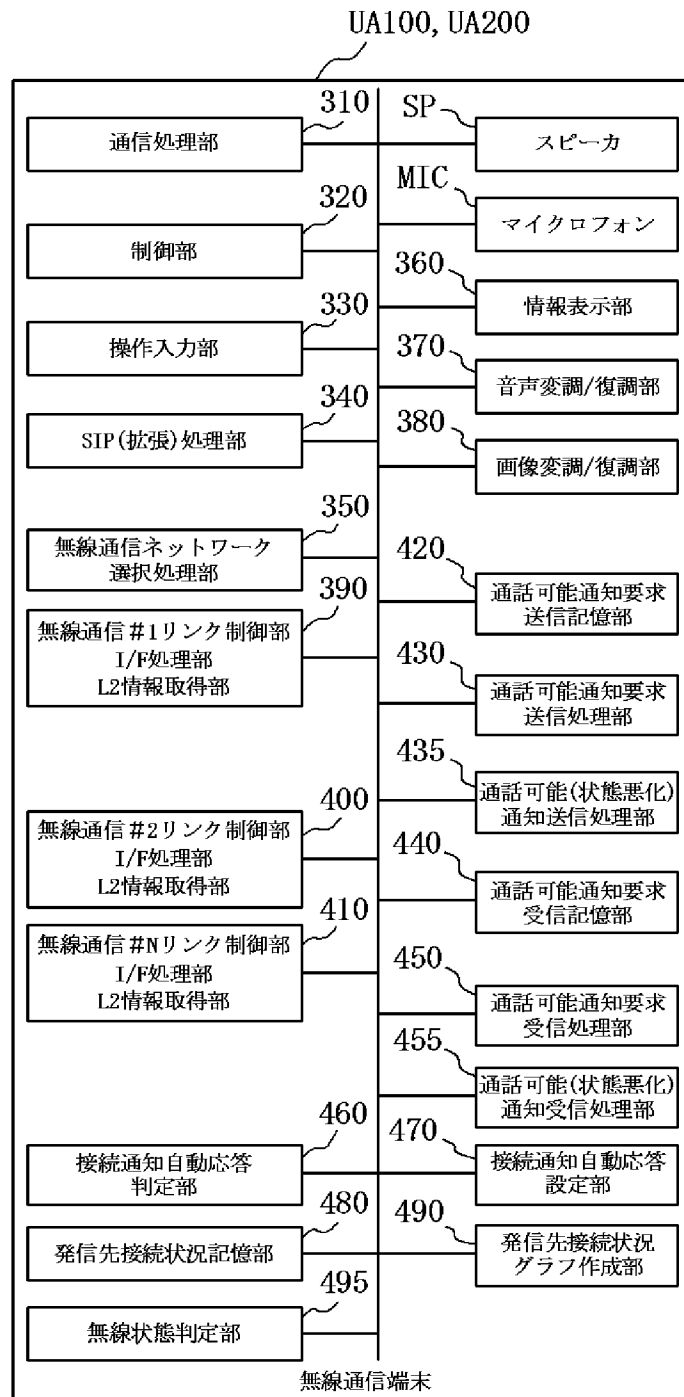 UA100, UA200
310
通信処理部
SP
スピーカ
320
制御部
MIC
マイクロフォン
330
操作入力部
360
情報表示部
340
SIP(拡張)処理部
370
音声変調/復調部
380
画像変調/復調部
350
無線通信ネットワーク
選択処理部
390
無線通信#1リンク制御部
I/F処理部
L2情報取得部
420
通話可能通知要求
送信記憶部
430
通話可能通知要求
送信処理部
435
通話可能(状態悪化)
通知送信処理部
400
無線通信#2リンク制御部
I/F処理部
L2情報取得部
440
通話可能通知要求
受信記憶部
410
無線通信#Nリンク制御部
I/F処理部
L2情報取得部
450
通話可能通知要求
受信処理部
455
通話可能(状態悪化)
通知受信処理部
460
接続通知自動応答
判定部
470
接続通知自動応答
設定部
480
発信先接続状況記憶部
490
発信先接続状況
グラフ作成部
495
無線状態判定部
無線通信端末